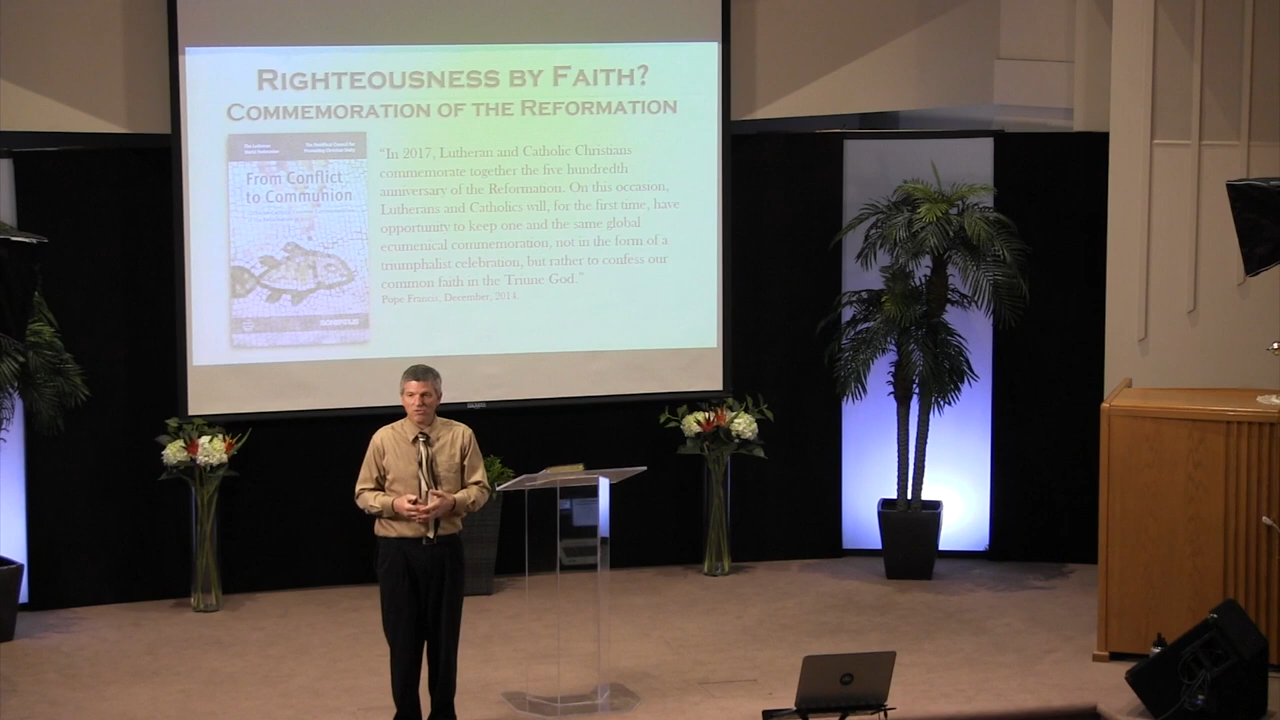 RIGHTEOUSNESS BY FAITH?
COMMEMORATION OF THE REFORMATION
The Lutheran
World Federation
The Pontifical Council for
Promoting Christian Unity
From Conflict
to Communion
“In 2017, Lutheran and Catholic Christians
commemorate together the five hundredth
anniversary of the Reformation. On this occasion,
Lutherans and Catholics will, for the first time, have
opportunity to keep one and the same global
ecumenical commemoration, not in the form of a
triumphalist celebration, but rather to confess our
common faith in the Triune God.”
Pope Francis, December, 2014.